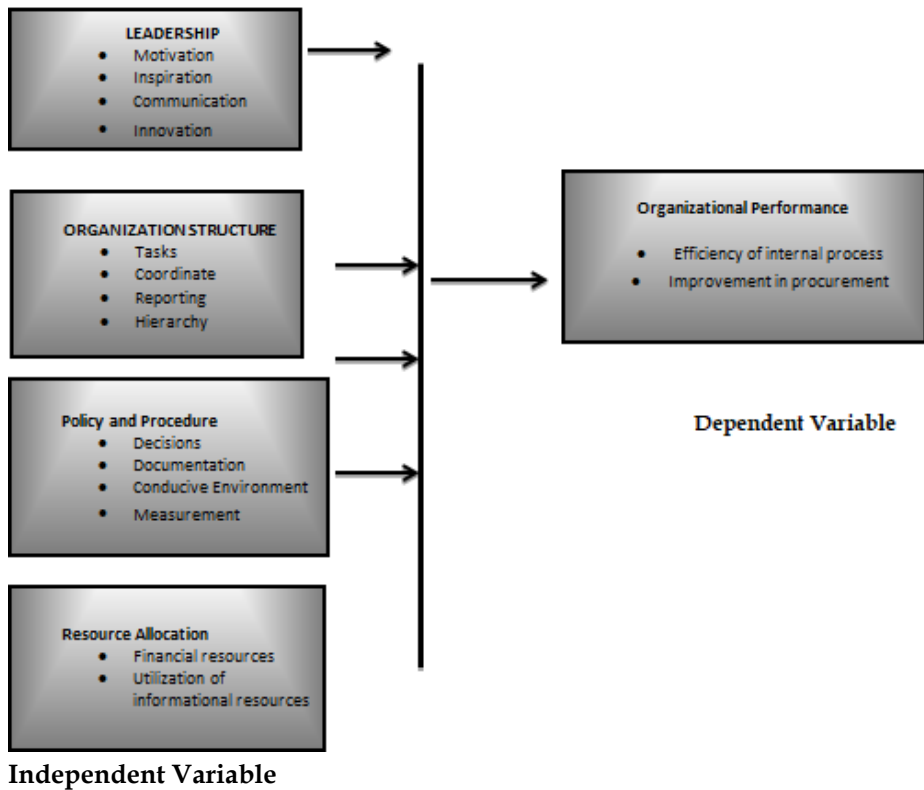 LEADERSHIP
• Motivation
• Inspiration
• Communication
• Innovation
ORGANIZATION STRUCTURE
• Tasks
• Coordinate
• Reporting
• Hierarchy
Policy and Procedure
• Decisions
• Documentation
• Conducive Environment
• Measurement
Resource Allocation
• Financial resources
• Utilization of
informational resources
Independent Variable
Organizational Performance
• Efficiency of internal process
• Improvement in procurement
Dependent Variable